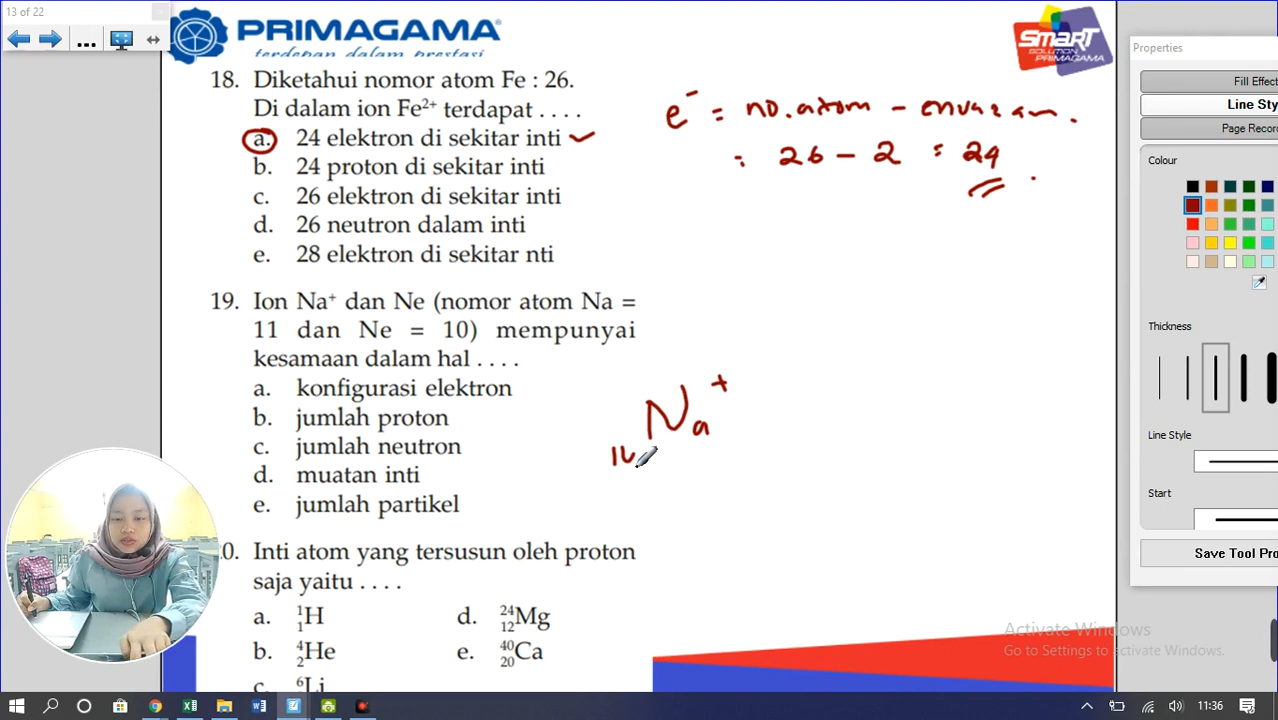 13 of 22
PRIMAGAMA
terdepan dalam prestasi
SMART
SOLUTION
PRIMAGAMA
Properties
Fill Effect
Line Sty
Page Recor
Colour
Thickness
Line Style
Start
Save Tool Pro
18. Diketahui nomor atom Fe : 26.
Di dalam ion Fe²⁺ terdapat . . . .
a. 24 elektron di sekitar inti
b. 24 proton di sekitar inti
c. 26 elektron di sekitar inti
d. 26 neutron dalam inti
e. 28 elektron di sekitar nti
e⁻ = no. atom -
= 26 - 2 = 24
19. Ion Na⁺ dan Ne (nomor atom Na =
11 dan Ne = 10) mempunyai
kesamaan dalam hal . . . .
a. konfigurasi elektron
b. jumlah proton
c. jumlah neutron
d. muatan inti
e. jumlah partikel
Na⁺
0. Inti atom yang tersusun oleh proton
saja yaitu . . . .
a. ¹₁H d. ²⁴₁₂Mg
b. ⁴₂He e. ⁴⁰₂₀Ca
c. ⁶Li
Activate Windows
Go to Settings to activate Windows.
11:36